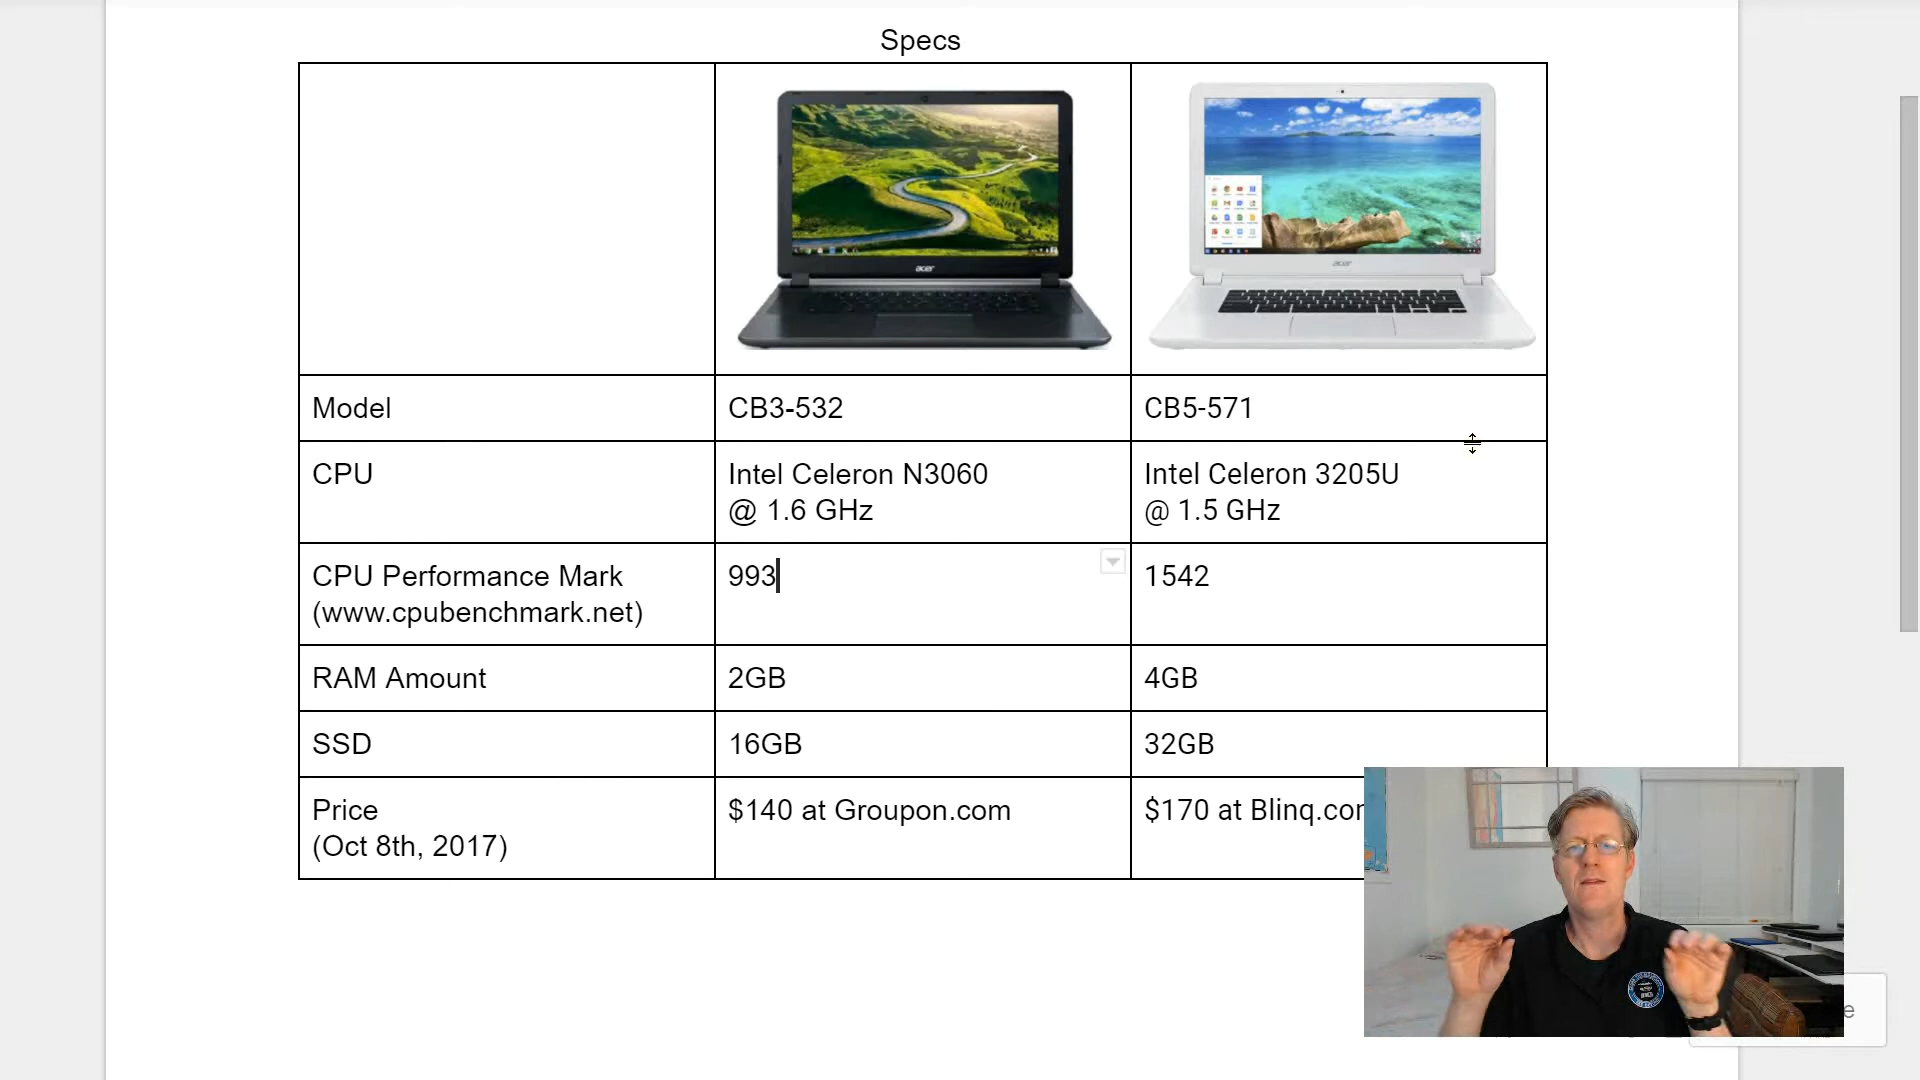 Specs
acer
acer
Model
CB3-532
CB5-571
CPU
Intel Celeron N3060
@ 1.6 GHz
Intel Celeron 3205U
@ 1.5 GHz
CPU Performance Mark
(www.cpubenchmark.net)
993
1542
RAM Amount
2GB
4GB
SSD
16GB
32GB
Price
(Oct 8th, 2017)
$140 at Groupon.com
$170 at